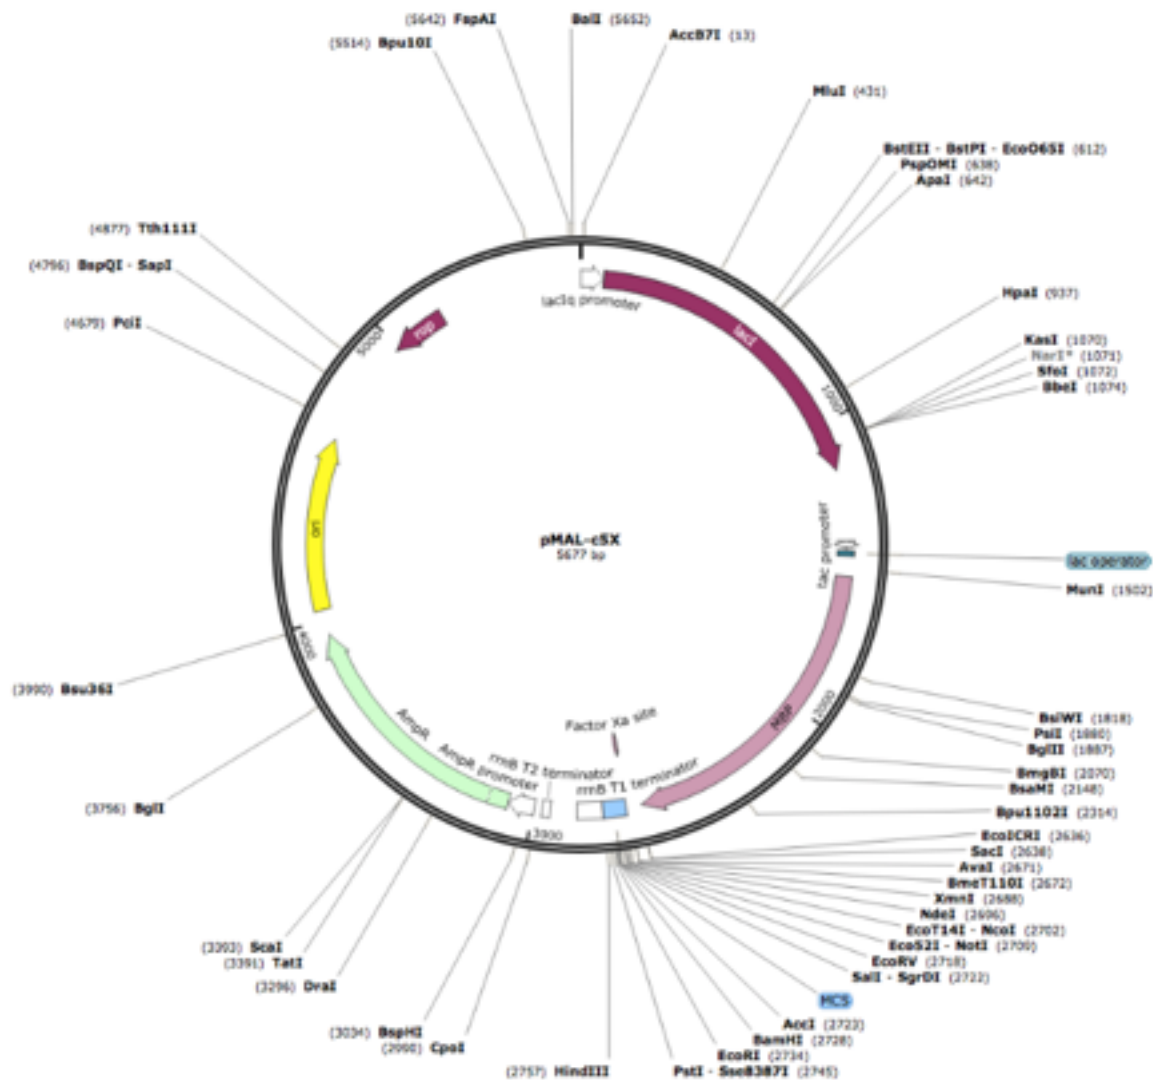 (5642) FspAI
BalI (5652)
(5514) Bpu10I
AccB7I (13)
MluI (431)
BstEII - BstPI - EcoO65I (612)
PspOMI (638)
ApaI (642)
(4877) Tth111I
(4796) BspQI - SapI
(4679) PciI
HpaI (937)
KasI (1070)
NarI* (1071)
SfoI (1072)
BbeI (1074)
lacIq promoter
lacI
rop
5000
1000
ori
tac promoter
pMAL-c5X
5677 bp
lac operator
MunI (1502)
4000
(3990) Bsu36I
MBP
2000
Factor Xa site
BsiWI (1818)
PsiI (1880)
BglII (1887)
BmgBI (2070)
BsaMI (2148)
Bpu1102I (2314)
AmpR
AmpR promoter
rrnB T2 terminator
rrnB T1 terminator
(3756) BglI
3000
EcoICRI (2636)
SacI (2638)
AvaI (2671)
BmeT110I (2672)
XmnI (2688)
NdeI (2696)
EcoT14I - NcoI (2702)
Eco52I - NotI (2709)
EcoRV (2718)
SalI - SgrDI (2722)
MCS
AccI (2723)
BamHI (2728)
EcoRI (2734)
PstI - Sse8387I (2745)
(2757) HindIII
(3393) ScaI
(3391) TatI
(3296) DraI
(3034) BspHI
(2990) CpoI